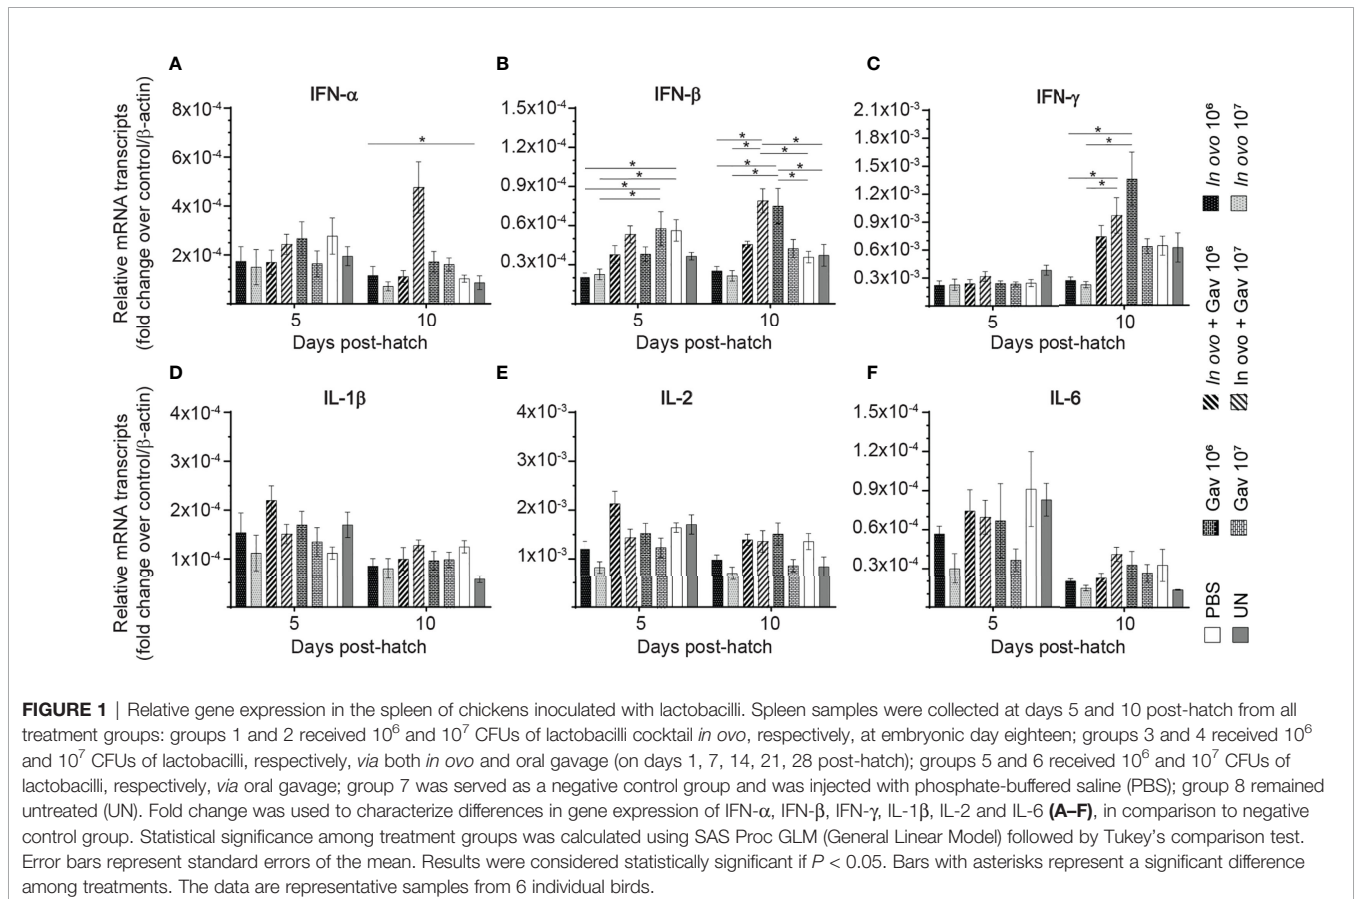 A
IFN-α
Relative mRNA transcripts
(fold change over control/β-actin)
8x10⁻⁴
6x10⁻⁴
4x10⁻⁴
2x10⁻⁴
*
5
10
Days post-hatch
B
IFN-β
1.5x10⁻⁴
1.2x10⁻⁴
0.9x10⁻⁴
0.6x10⁻⁴
0.3x10⁻⁴
*
*
*
*
*
*
*
*
*
*
*
*
5
10
Days post-hatch
C
IFN-γ
2.1x10⁻³
1.8x10⁻³
1.5x10⁻³
1.2x10⁻³
0.9x10⁻³
0.6x10⁻³
0.3x10⁻³
*
*
*
*
5
10
Days post-hatch
D
IL-1β
Relative mRNA transcripts
(fold change over control/β-actin)
4x10⁻⁴
3x10⁻⁴
2x10⁻⁴
1x10⁻⁴
5
10
Days post-hatch
E
IL-2
4x10⁻³
3x10⁻³
2x10⁻³
1x10⁻³
5
10
Days post-hatch
F
IL-6
1.5x10⁻⁴
1.2x10⁻⁴
0.9x10⁻⁴
0.6x10⁻⁴
0.3x10⁻⁴
5
10
Days post-hatch
In ovo 10⁶
In ovo 10⁷
In ovo + Gav 10⁶
In ovo + Gav 10⁷
Gav 10⁶
Gav 10⁷
PBS
UN
FIGURE 1 | Relative gene expression in the spleen of chickens inoculated with lactobacilli. Spleen samples were collected at days 5 and 10 post-hatch from all
treatment groups: groups 1 and 2 received 10⁶ and 10⁷ CFUs of lactobacilli cocktail in ovo, respectively, at embryonic day eighteen; groups 3 and 4 received 10⁶
and 10⁷ CFUs of lactobacilli, respectively, via both in ovo and oral gavage (on days 1, 7, 14, 21, 28 post-hatch); groups 5 and 6 received 10⁶ and 10⁷ CFUs of
lactobacilli, respectively, via oral gavage; group 7 was served as a negative control group and was injected with phosphate-buffered saline (PBS); group 8 remained
untreated (UN). Fold change was used to characterize differences in gene expression of IFN-α, IFN-β, IFN-γ, IL-1β, IL-2 and IL-6 (A–F), in comparison to negative
control group. Statistical significance among treatment groups was calculated using SAS Proc GLM (General Linear Model) followed by Tukey's comparison test.
Error bars represent standard errors of the mean. Results were considered statistically significant if P < 0.05. Bars with asterisks represent a significant difference
among treatments. The data are representative samples from 6 individual birds.